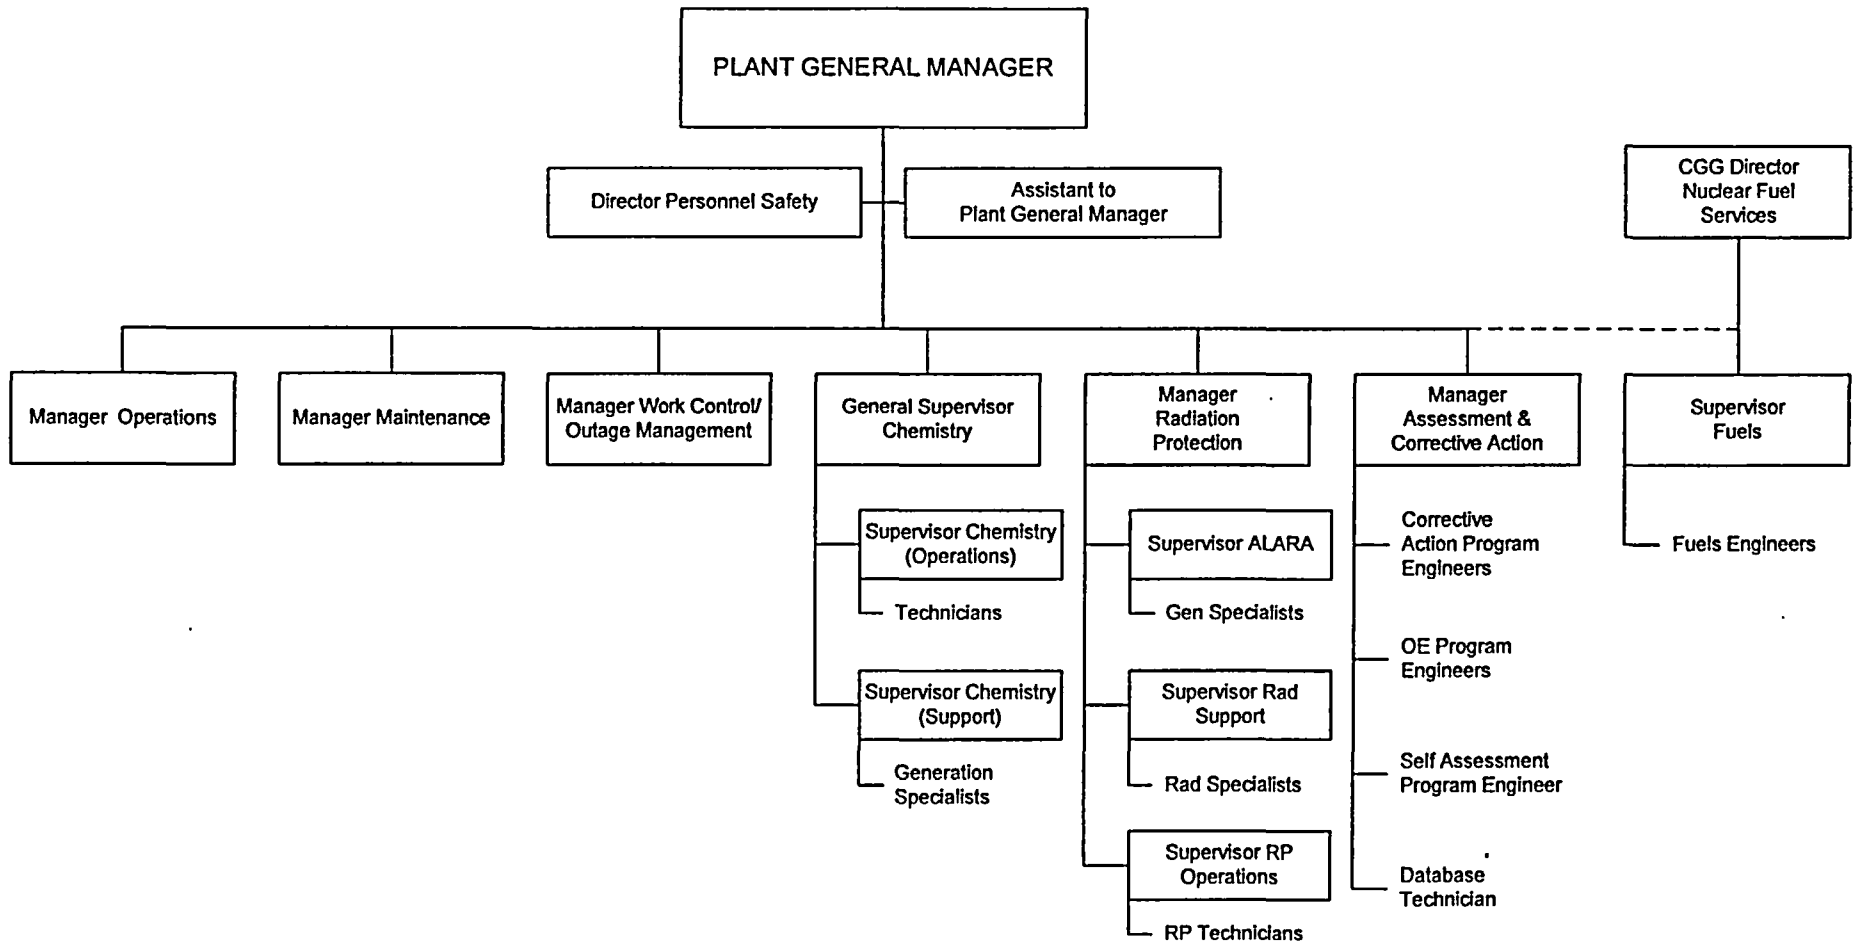 PLANT GENERAL MANAGER
Director Personnel Safety
Assistant to
Plant General Manager
CGG Director
Nuclear Fuel
Services
Manager Operations
Manager Maintenance
Manager Work Control/
Outage Management
General Supervisor
Chemistry
Manager
Radiation
Protection
Manager
Assessment &
Corrective Action
Supervisor
Fuels
Supervisor Chemistry
(Operations)
Technicians
Supervisor Chemistry
(Support)
Generation
Specialists
Supervisor ALARA
Gen Specialists
Supervisor Rad
Support
Rad Specialists
Supervisor RP
Operations
RP Technicians
Corrective
Action Program
Engineers
OE Program
Engineers
Self Assessment
Program Engineer
Database
Technician
Fuels Engineers